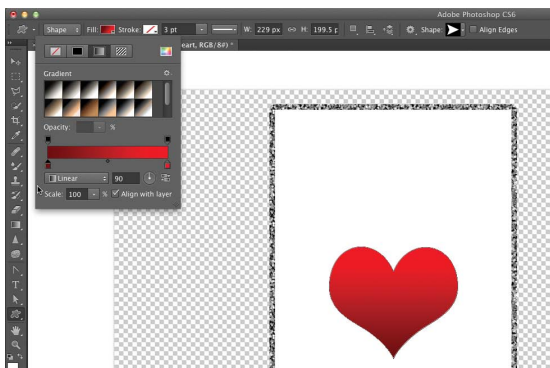 Adobe Photoshop CS6
Shape Fill: Stroke: 3 pt W: 229 px H: 199.5 p Shape: Align Edges
eart, RGB/8#) *
Gradient
Opacity: %
Linear 90
Scale: 100 % Align with layer
T